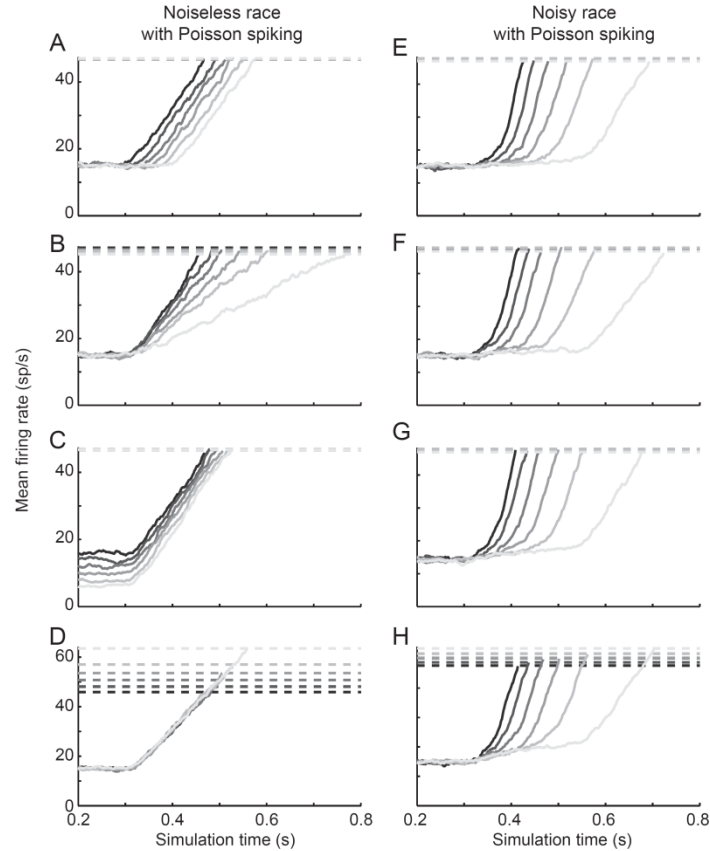 Noiseless race
with Poisson spiking
Noisy race
with Poisson spiking
A
40
20
0
E
B
40
20
0
F
C
40
20
0
G
D
60
40
20
0
0.2 0.4 0.6 0.8
Simulation time (s)
H
0.2 0.4 0.6 0.8
Simulation time (s)
Mean firing rate (sp/s)